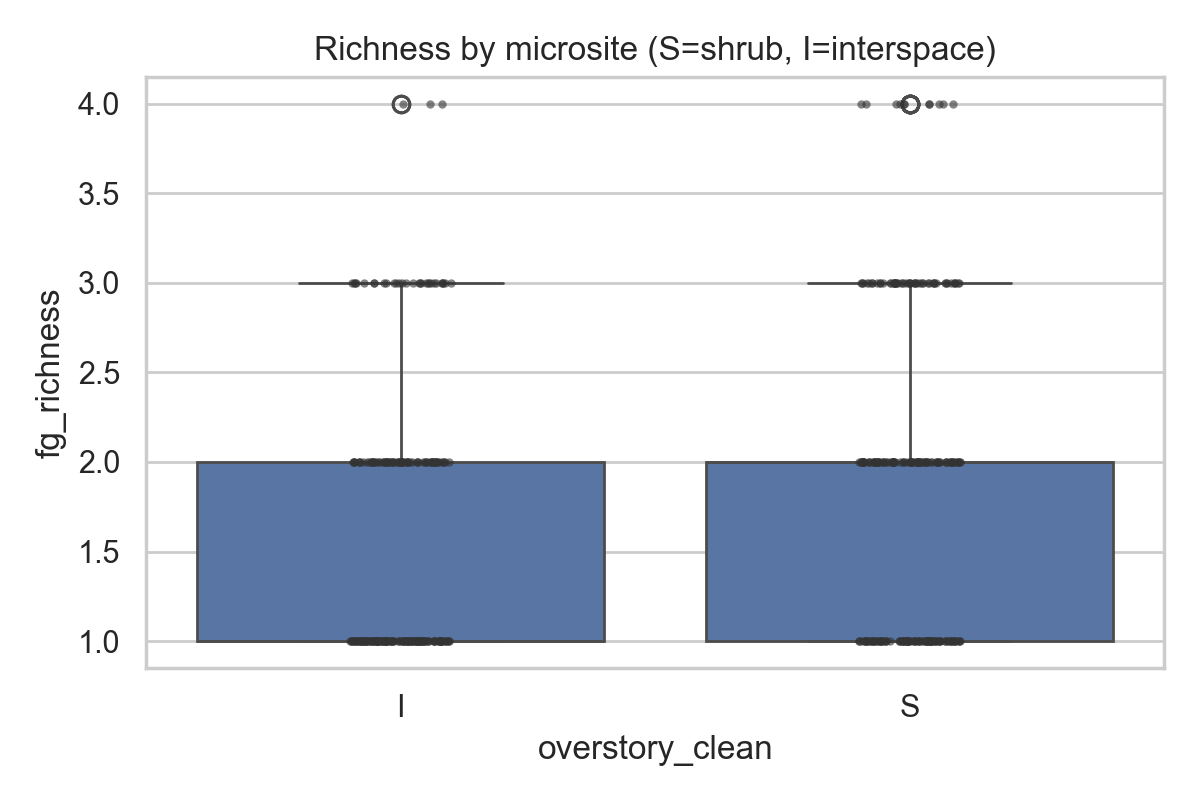 Richness by microsite (S=shrub, I=interspace)
4.0
3.5
3.0
2.5
2.0
1.5
1.0
fg_richness
I S
overstory_clean